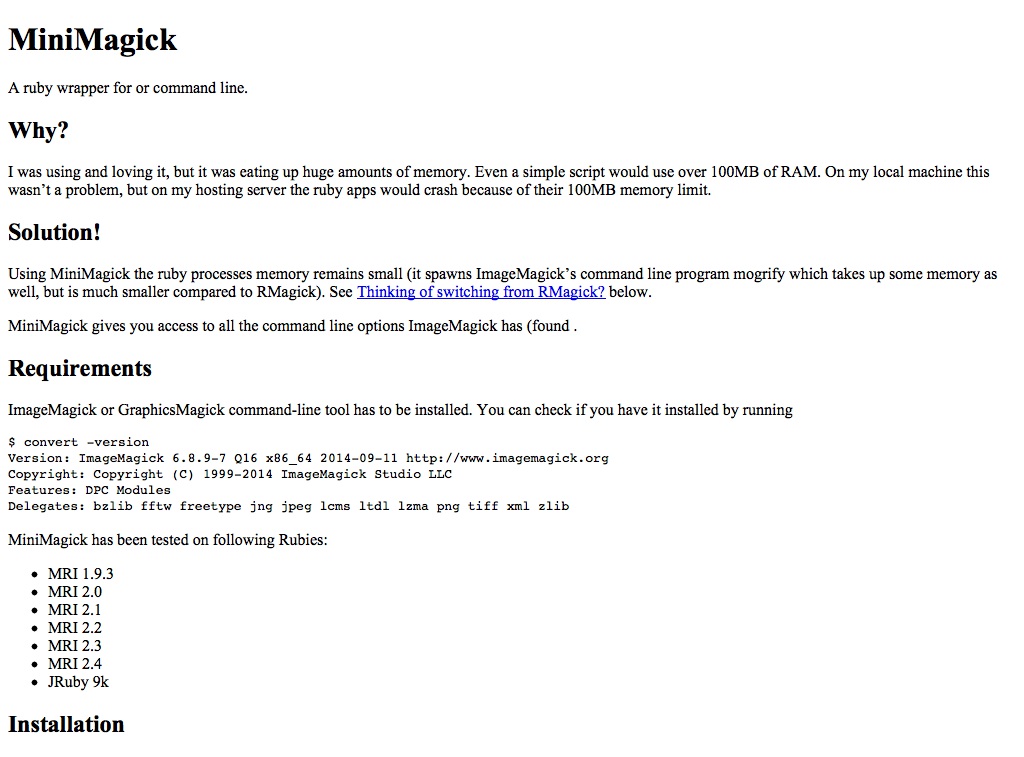 MiniMagick
A ruby wrapper for or command line.
Why?
I was using and loving it, but it was eating up huge amounts of memory. Even a simple script would use over 100MB of RAM. On my local machine this
wasn’t a problem, but on my hosting server the ruby apps would crash because of their 100MB memory limit.
Solution!
Using MiniMagick the ruby processes memory remains small (it spawns ImageMagick’s command line program mogrify which takes up some memory as
well, but is much smaller compared to RMagick). See Thinking of switching from RMagick? below.
MiniMagick gives you access to all the command line options ImageMagick has (found .
Requirements
ImageMagick or GraphicsMagick command-line tool has to be installed. You can check if you have it installed by running
$ convert -version
Version: ImageMagick 6.8.9-7 Q16 x86_64 2014-09-11 http://www.imagemagick.org
Copyright: Copyright (C) 1999-2014 ImageMagick Studio LLC
Features: DPC Modules
Delegates: bzlib fftw freetype jng jpeg lcms ltdl lzma png tiff xml zlib
MiniMagick has been tested on following Rubies:
• MRI 1.9.3
• MRI 2.0
• MRI 2.1
• MRI 2.2
• MRI 2.3
• MRI 2.4
• JRuby 9k
Installation